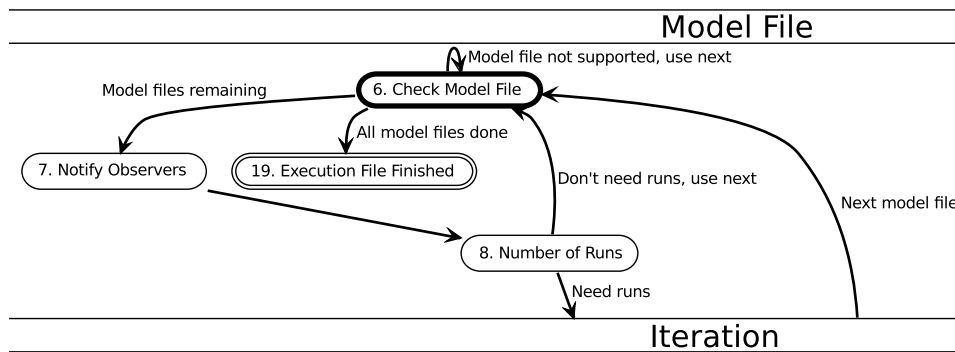 Model File
Model file not supported, use next
6. Check Model File
Model files remaining
All model files done
7. Notify Observers
19. Execution File Finished
Don't need runs, use next
Next model file
8. Number of Runs
Need runs
Iteration